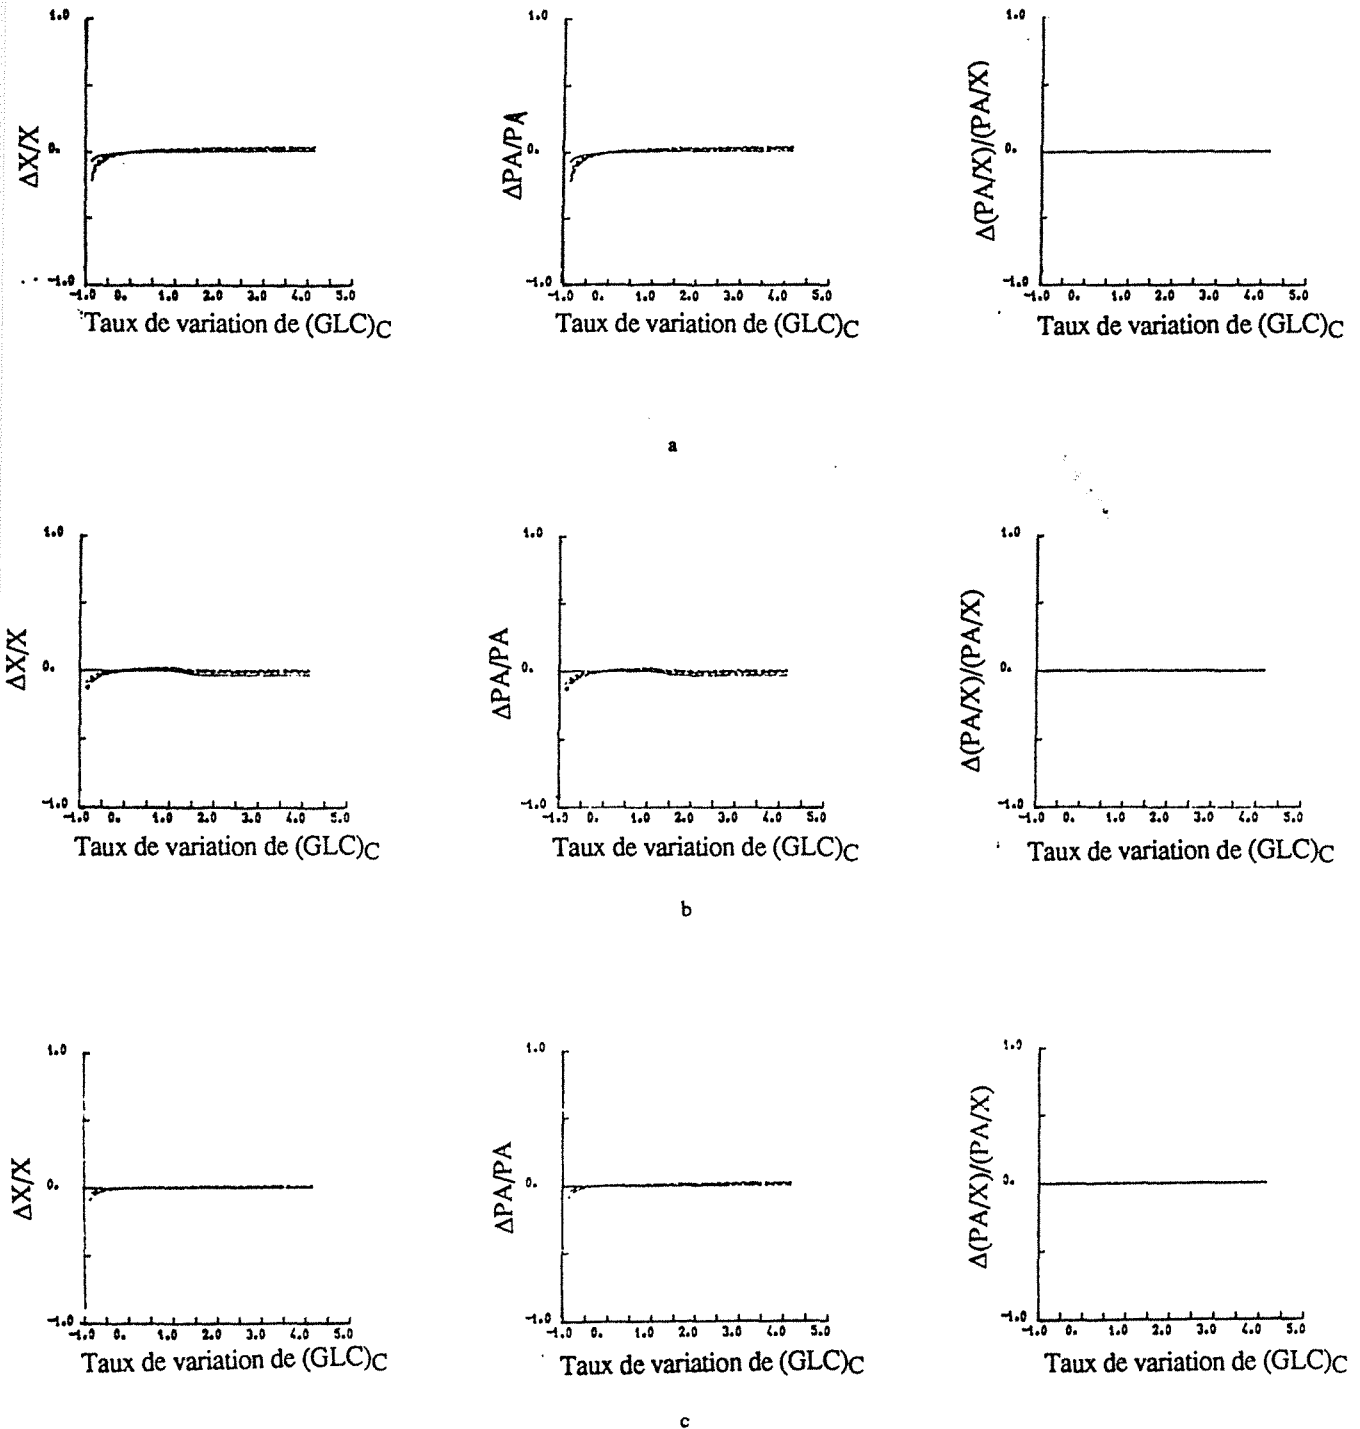 1.0 1.0 1.0
ΔX/X ΔPA/PA Δ(PA/X)/(PA/X)
0. 0. 0.
-1.0 -1.0 -1.0
-1.0 0. 1.0 2.0 3.0 4.0 5.0 -1.0 0. 1.0 2.0 3.0 4.0 5.0 -1.0 0. 1.0 2.0 3.0 4.0 5.0
Taux de variation de (GLC)C Taux de variation de (GLC)C Taux de variation de (GLC)C
a
1.0 1.0 1.0
ΔX/X ΔPA/PA Δ(PA/X)/(PA/X)
0. 0. 0.
-1.0 -1.0 -1.0
-1.0 0. 1.0 2.0 3.0 4.0 5.0 -1.0 0. 1.0 2.0 3.0 4.0 5.0 -1.0 0. 1.0 2.0 3.0 4.0 5.0
Taux de variation de (GLC)C Taux de variation de (GLC)C Taux de variation de (GLC)C
b
1.0 1.0 1.0
ΔX/X ΔPA/PA Δ(PA/X)/(PA/X)
0. 0. 0.
-1.0 -1.0 -1.0
-1.0 0. 1.0 2.0 3.0 4.0 5.0 -1.0 0. 1.0 2.0 3.0 4.0 5.0 -1.0 0. 1.0 2.0 3.0 4.0 5.0
Taux de variation de (GLC)C Taux de variation de (GLC)C Taux de variation de (GLC)C
c